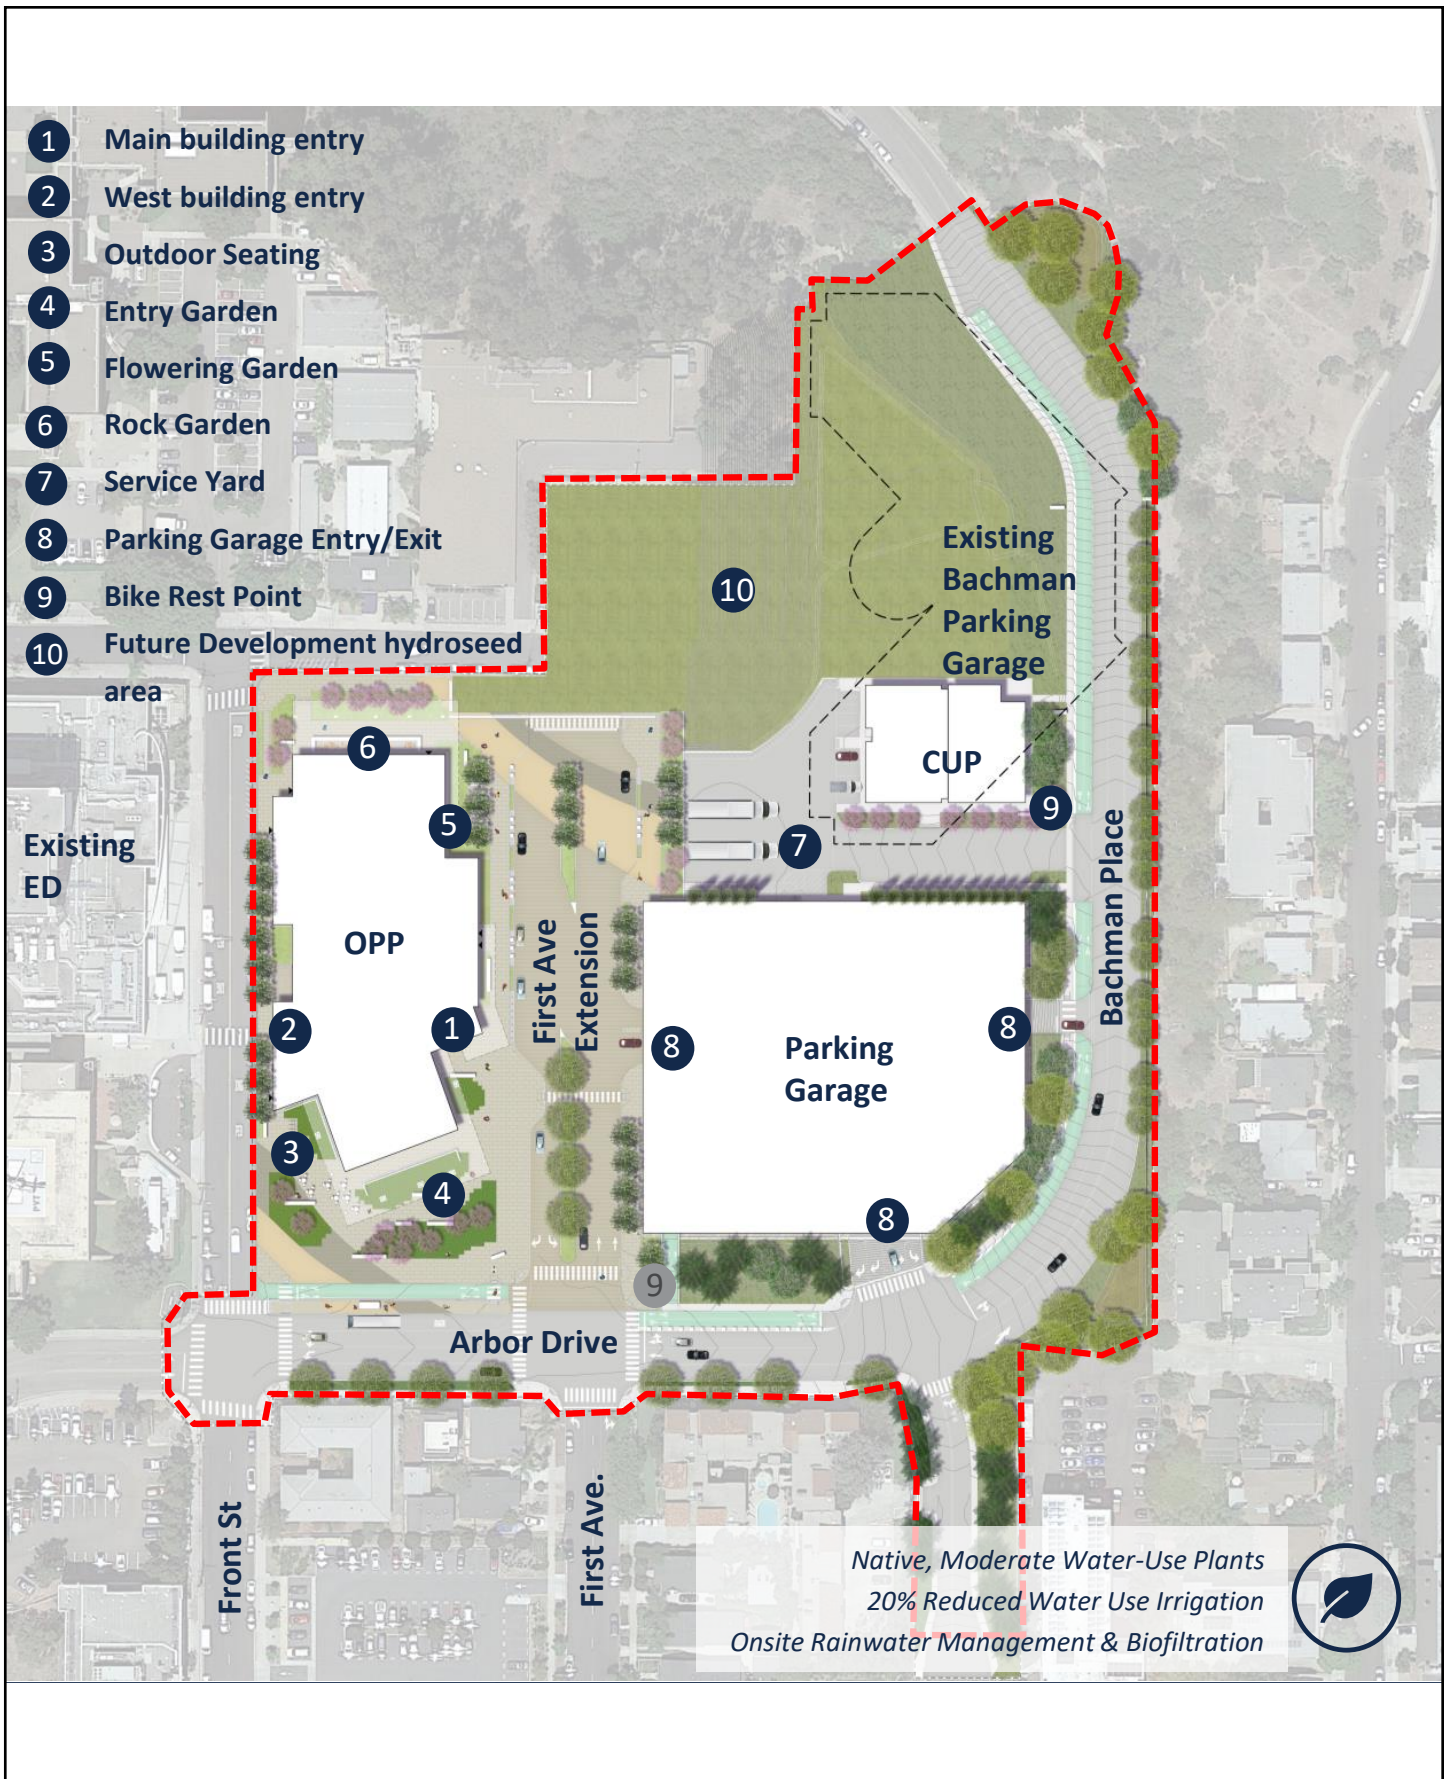 1 Main building entry
2 West building entry
3 Outdoor Seating
4 Entry Garden
5 Flowering Garden
6 Rock Garden
7 Service Yard
8 Parking Garage Entry/Exit
9 Bike Rest Point
10 Future Development hydroseed
area
10
Existing
Bachman
Parking
Garage
6
CUP
9
5
7
Existing
ED
OPP
First Ave
Extension
Bachman Place
2
1
8
8
Parking
Garage
3
4
8
9
Arbor Drive
Front St
First Ave.
Native, Moderate Water-Use Plants
20% Reduced Water Use Irrigation
Onsite Rainwater Management & Biofiltration